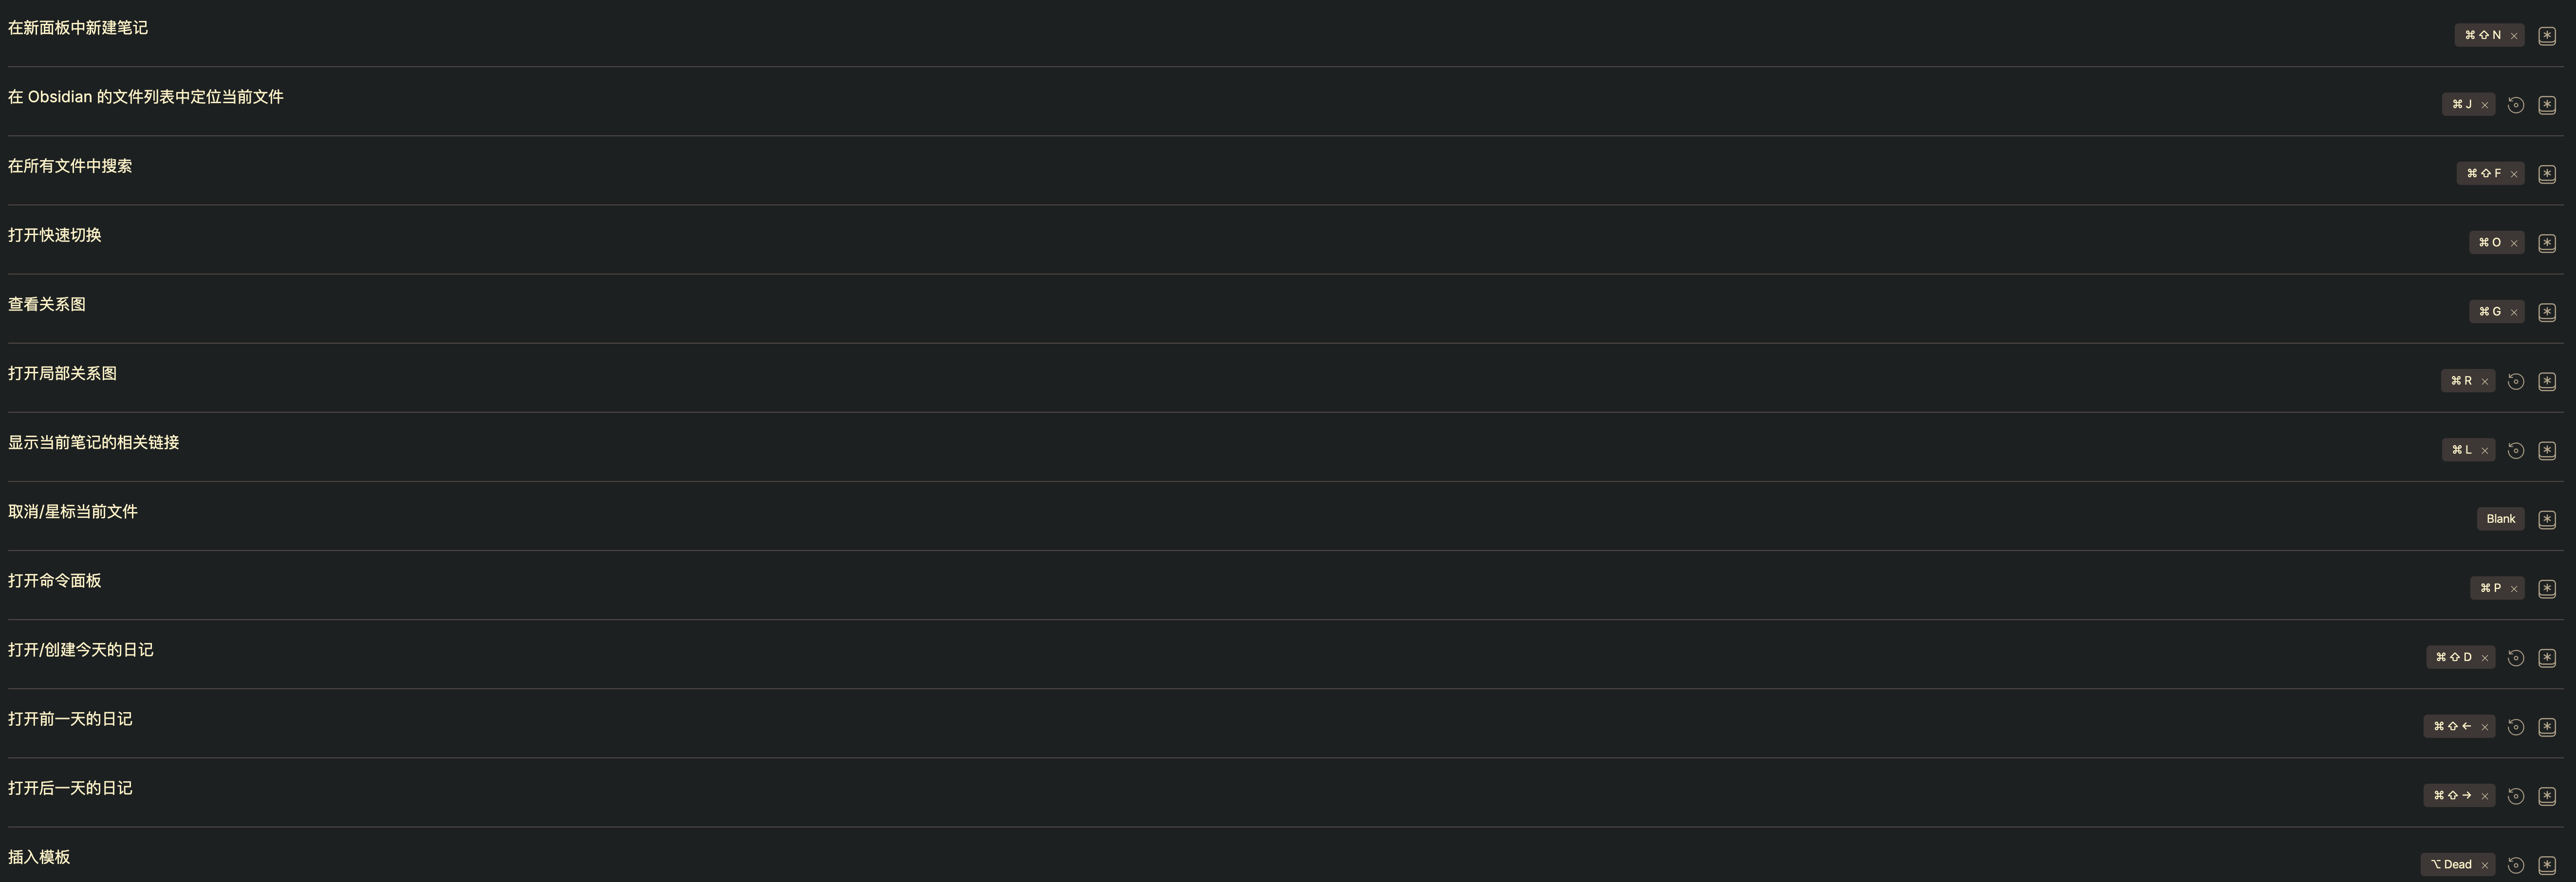 在新面板中新建笔记
⌘ ⇧ N
在 Obsidian 的文件列表中定位当前文件
⌘ J
在所有文件中搜索
⌘ ⇧ F
打开快速切换
⌘ O
查看关系图
⌘ G
打开局部关系图
⌘ R
显示当前笔记的相关链接
⌘ L
取消/星标当前文件
Blank
打开命令面板
⌘ P
打开/创建今天的日记
⌘ ⇧ D
打开前一天的日记
⌘ ⇧ ←
打开后一天的日记
⌘ ⇧ →
插入模板
⌥ Dead